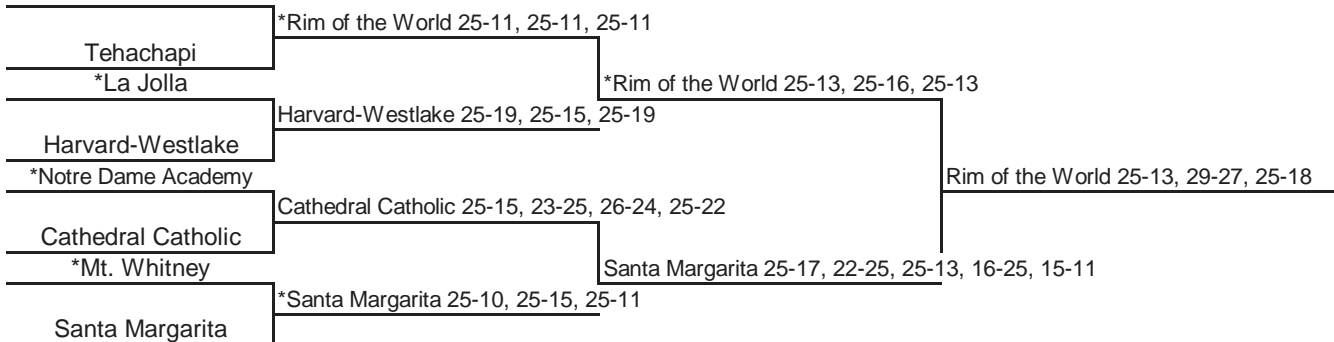 *Rim of the World 25-11, 25-11, 25-11
Tehachapi
*La Jolla
*Rim of the World 25-13, 25-16, 25-13
Harvard-Westlake 25-19, 25-15, 25-19
Harvard-Westlake
*Notre Dame Academy
Rim of the World 25-13, 29-27, 25-18
Cathedral Catholic 25-15, 23-25, 26-24, 25-22
Cathedral Catholic
*Mt. Whitney
Santa Margarita 25-17, 22-25, 25-13, 16-25, 15-11
*Santa Margarita 25-10, 25-15, 25-11
Santa Margarita